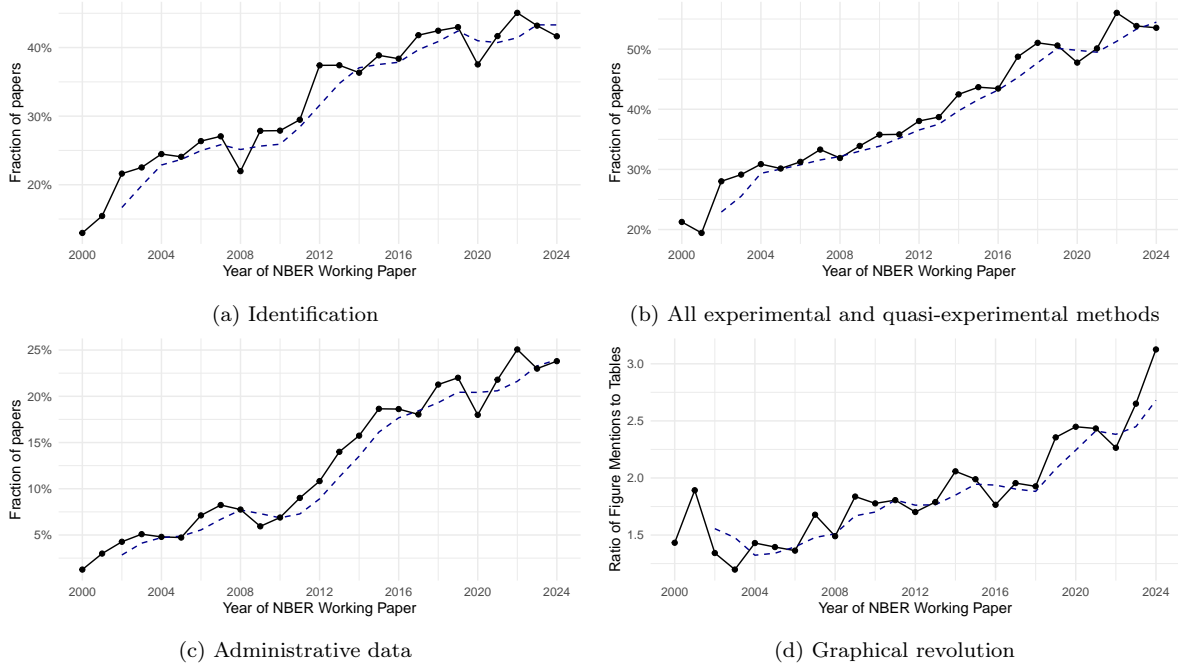 40%
30%
20%
Fraction of papers
2000 2004 2008 2012 2016 2020 2024
Year of NBER Working Paper
(a) Identification
50%
40%
30%
20%
Fraction of papers
2000 2004 2008 2012 2016 2020 2024
Year of NBER Working Paper
(b) All experimental and quasi-experimental methods
25%
20%
15%
10%
5%
Fraction of papers
2000 2004 2008 2012 2016 2020 2024
Year of NBER Working Paper
(c) Administrative data
3.0
2.5
2.0
1.5
Ratio of Figure Mentions to Tables
2000 2004 2008 2012 2016 2020 2024
Year of NBER Working Paper
(d) Graphical revolution